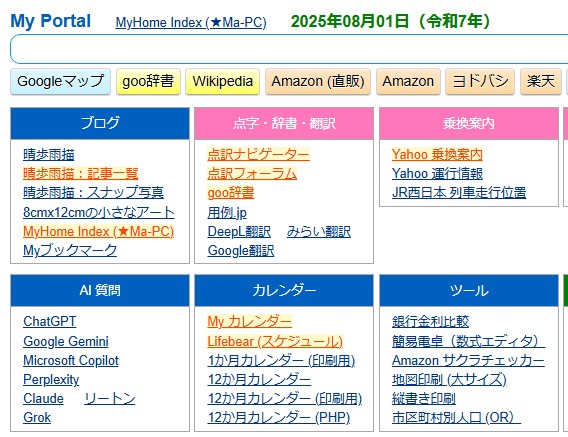 My Portal MyHome Index (★Ma-PC) 2025年08月01日（令和7年）
Googleマップ goo辞書 Wikipedia Amazon (直販) Amazon ヨドバシ 楽天
ブログ
晴歩雨描
晴歩雨描：記事一覧
晴歩雨描：スナップ写真
8cmx12cmの小さなアート
MyHome Index (★Ma-PC)
Myブックマーク
点字・辞書・翻訳
点訳ナビゲーター
点訳フォーラム
goo辞書
用例.jp
DeepL翻訳 みらい翻訳
Google翻訳
乗換案内
Yahoo 乗換案内
Yahoo 運行情報
JR西日本 列車走行位置
AI 質問
ChatGPT
Google Gemini
Microsoft Copilot
Perplexity
Claude リートン
Grok
カレンダー
My カレンダー
Lifebear (スケジュール)
1か月カレンダー (印刷用)
12か月カレンダー
12か月カレンダー (印刷用)
12か月カレンダー (PHP)
ツール
銀行金利比較
簡易電卓（数式エディタ）
Amazon サクラチェッカー
地図印刷 (大サイズ)
縦書き印刷
市区町村別人口 (OR）